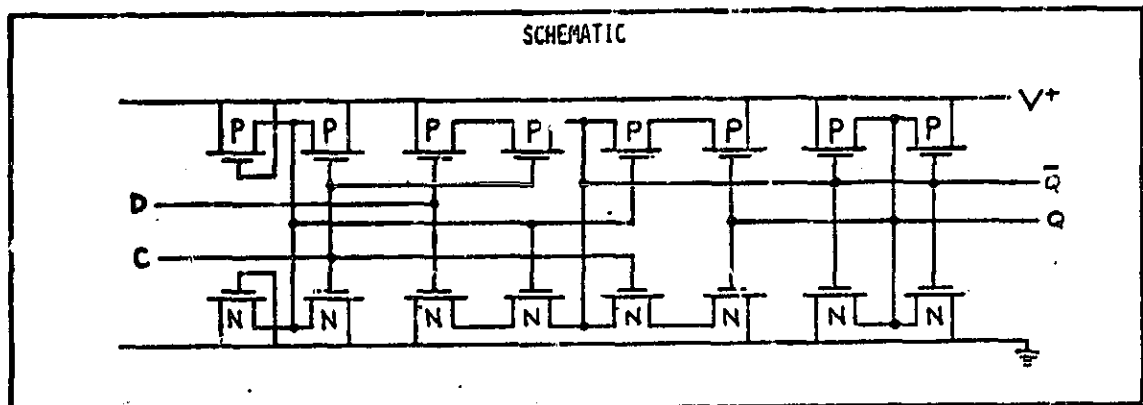 SCHEMATIC
V+
P P P P P P P P
Q̅
D
Q
C
N N N N N N N N